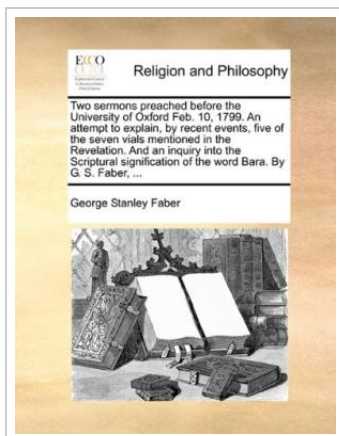 ECCO
Religion and Philosophy
Two sermons preached before the
University of Oxford Feb. 10, 1799. An
attempt to explain, by recent events, five of
the seven vials mentioned in the
Revelation. And an inquiry into the
Scriptural signification of the word Bara. By
G. S. Faber, ...
George Stanley Faber